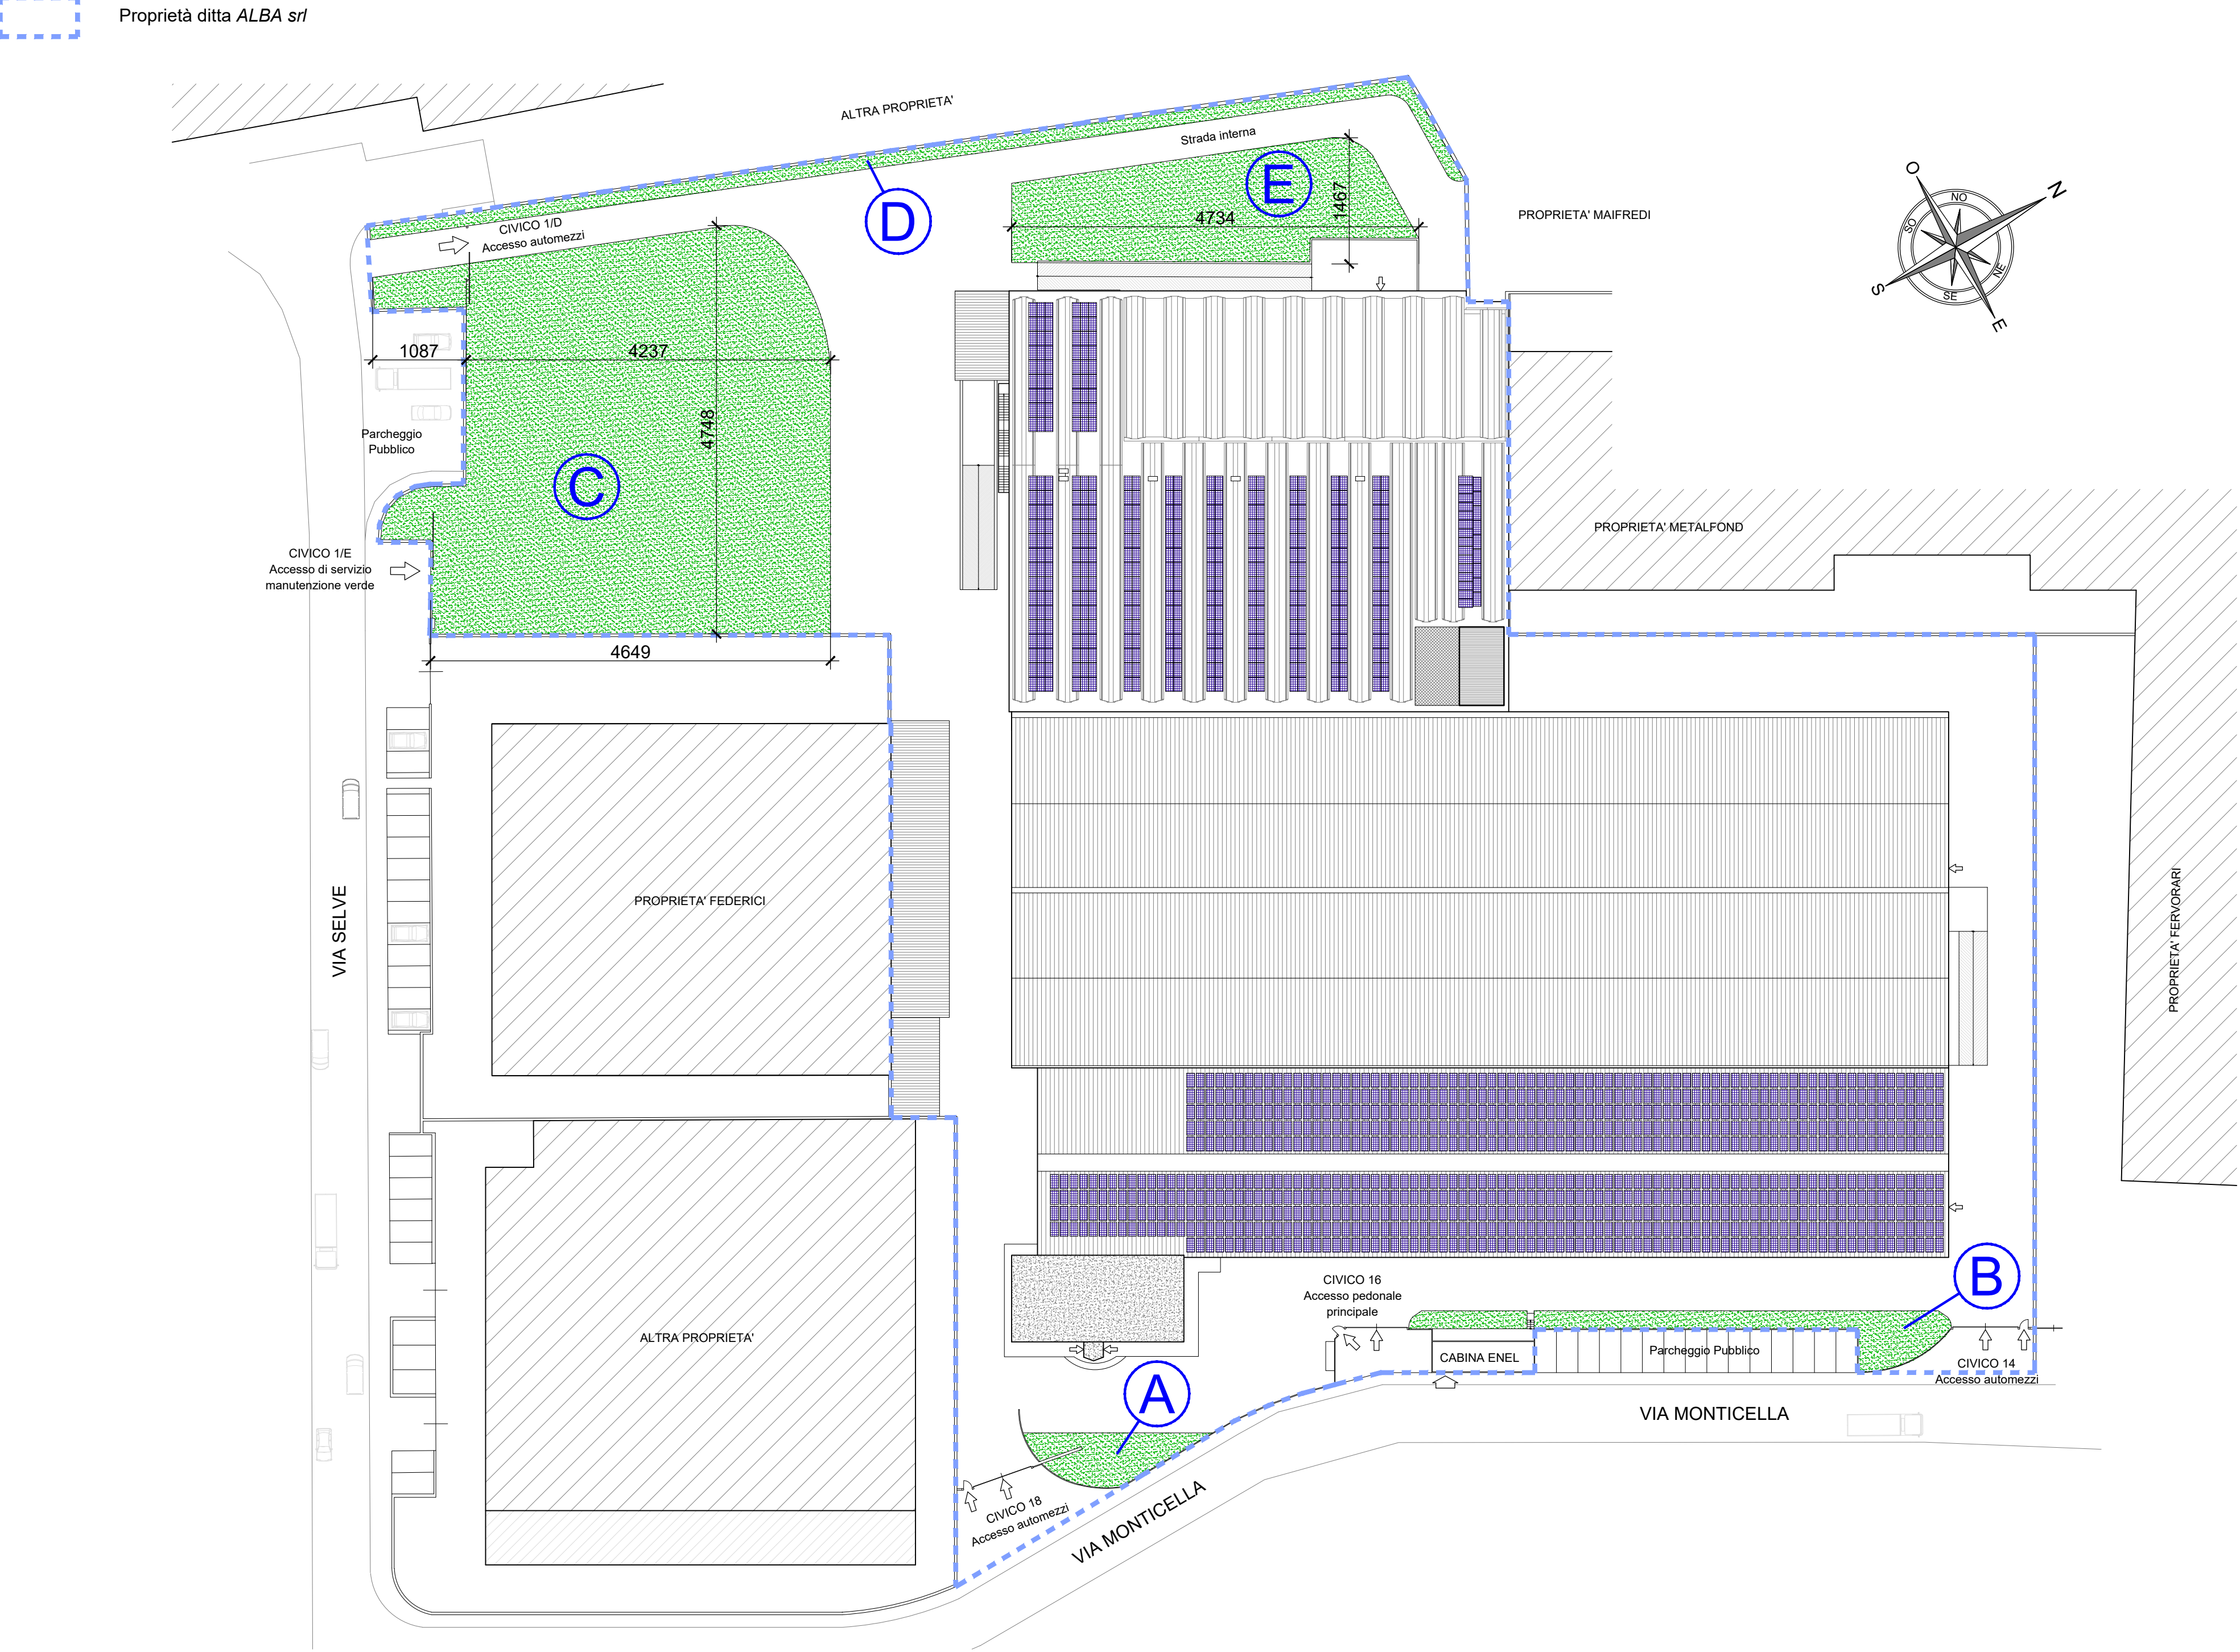 Proprietà ditta ALBA srl
ALTRA PROPRIETA'
Strada interna
E
1467
4734
D
CIVICO 1/D
Accesso automezzi
PROPRIETA' MAIFREDI
O
N
NO
SO
NE
SE
S
E
1087
4237
4748
Parcheggio
Pubblico
C
CIVICO 1/E
Accesso di servizio
manutenzione verde
4649
PROPRIETA' METALFOND
VIA SELVE
PROPRIETA' FEDERICI
PROPRIETA' FERVORARI
ALTRA PROPRIETA'
CIVICO 16
Accesso pedonale
principale
B
CABINA ENEL
Parcheggio Pubblico
CIVICO 14
Accesso automezzi
A
VIA MONTICELLA
CIVICO 18
Accesso automezzi
VIA MONTICELLA